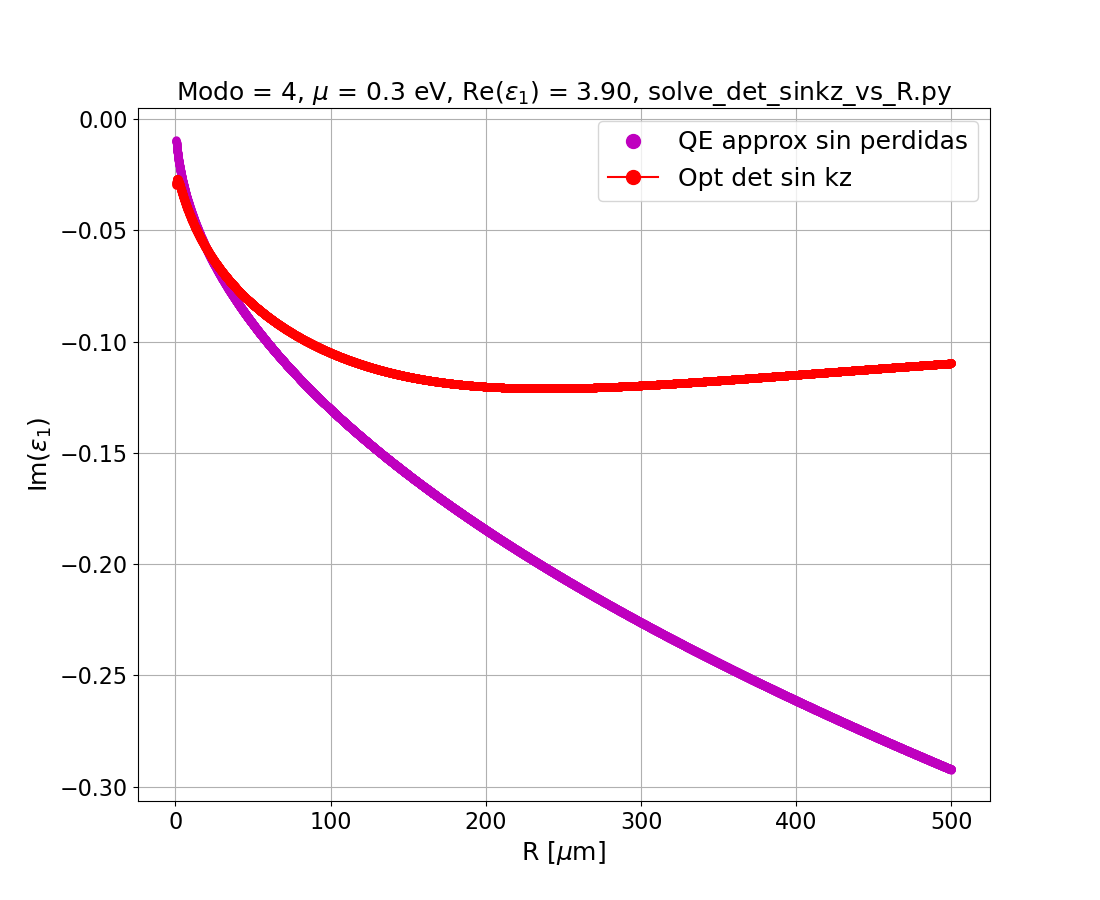 Modo = 4, μ = 0.3 eV, Re(ε₁) = 3.90, solve_det_sinkz_vs_R.py
QE approx sin perdidas
Opt det sin kz
0.00
−0.05
−0.10
−0.15
−0.20
−0.25
−0.30
Im(ε₁)
0 100 200 300 400 500
R [μm]